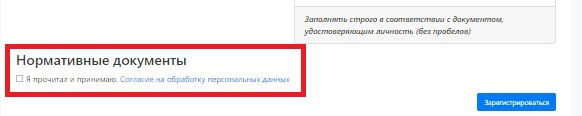 Заполнять строго в соответствии с документом,
удостоверяющим личность (без пробелов)
Нормативные документы
Я прочитал и принимаю. Согласие на обработку персональных данных
Зарегистрироваться